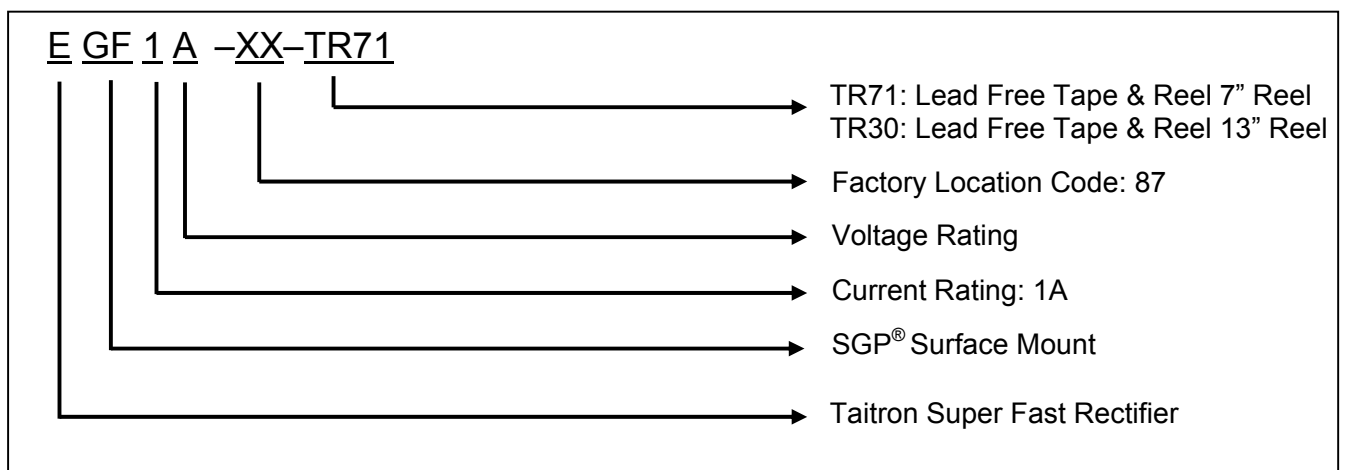 E GF 1 A –XX–TR71
TR71: Lead Free Tape & Reel 7” Reel
TR30: Lead Free Tape & Reel 13” Reel
Factory Location Code: 87
Voltage Rating
Current Rating: 1A
SGP® Surface Mount
Taitron Super Fast Rectifier